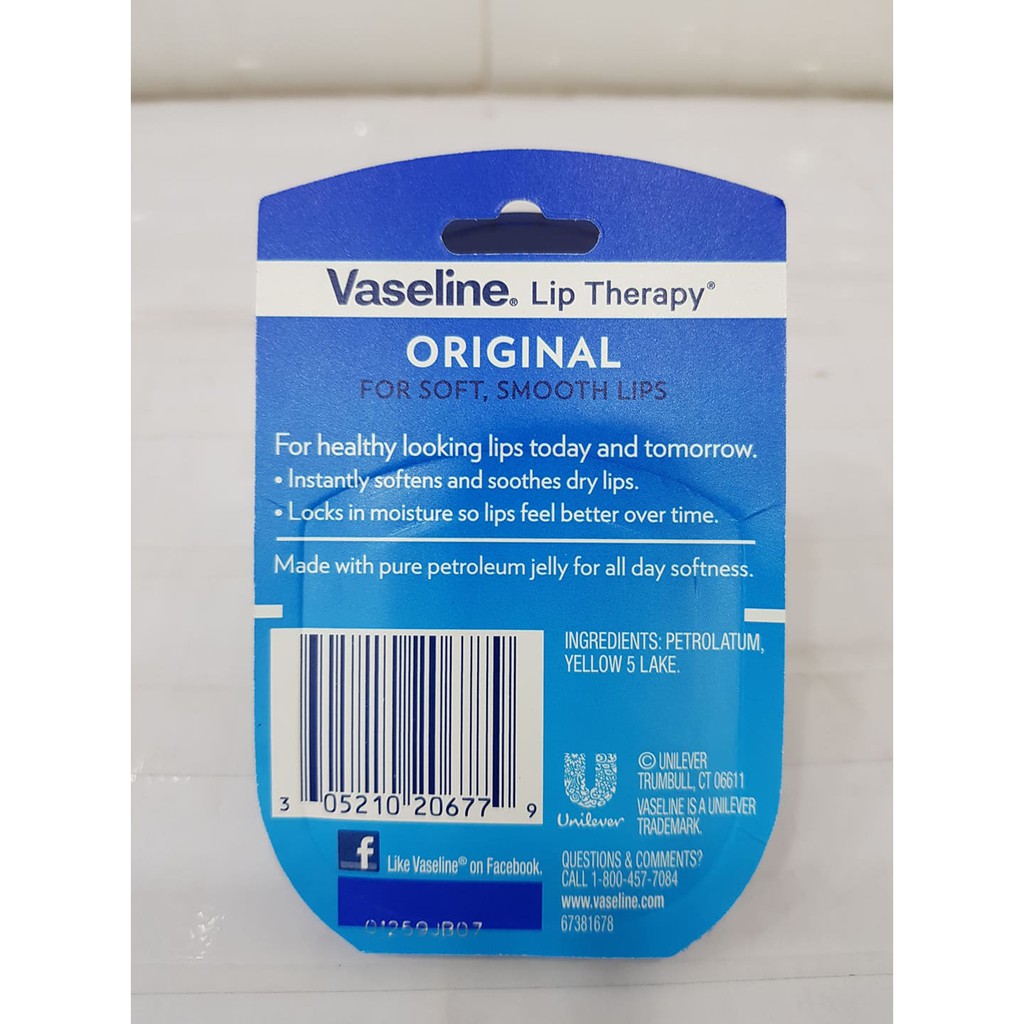 Vaseline® Lip Therapy®
ORIGINAL
FOR SOFT, SMOOTH LIPS
For healthy looking lips today and tomorrow.
• Instantly softens and soothes dry lips.
• Locks in moisture so lips feel better over time.
Made with pure petroleum jelly for all day softness.
INGREDIENTS: PETROLATUM,
YELLOW 5 LAKE.
3 05210 20677 9
f Like Vaseline® on Facebook.
01259JB07
Unilever
© UNILEVER
TRUMBULL, CT 06611
VASELINE IS A UNILEVER
TRADEMARK.
QUESTIONS & COMMENTS?
CALL 1-800-457-7084
www.vaseline.com
67381678